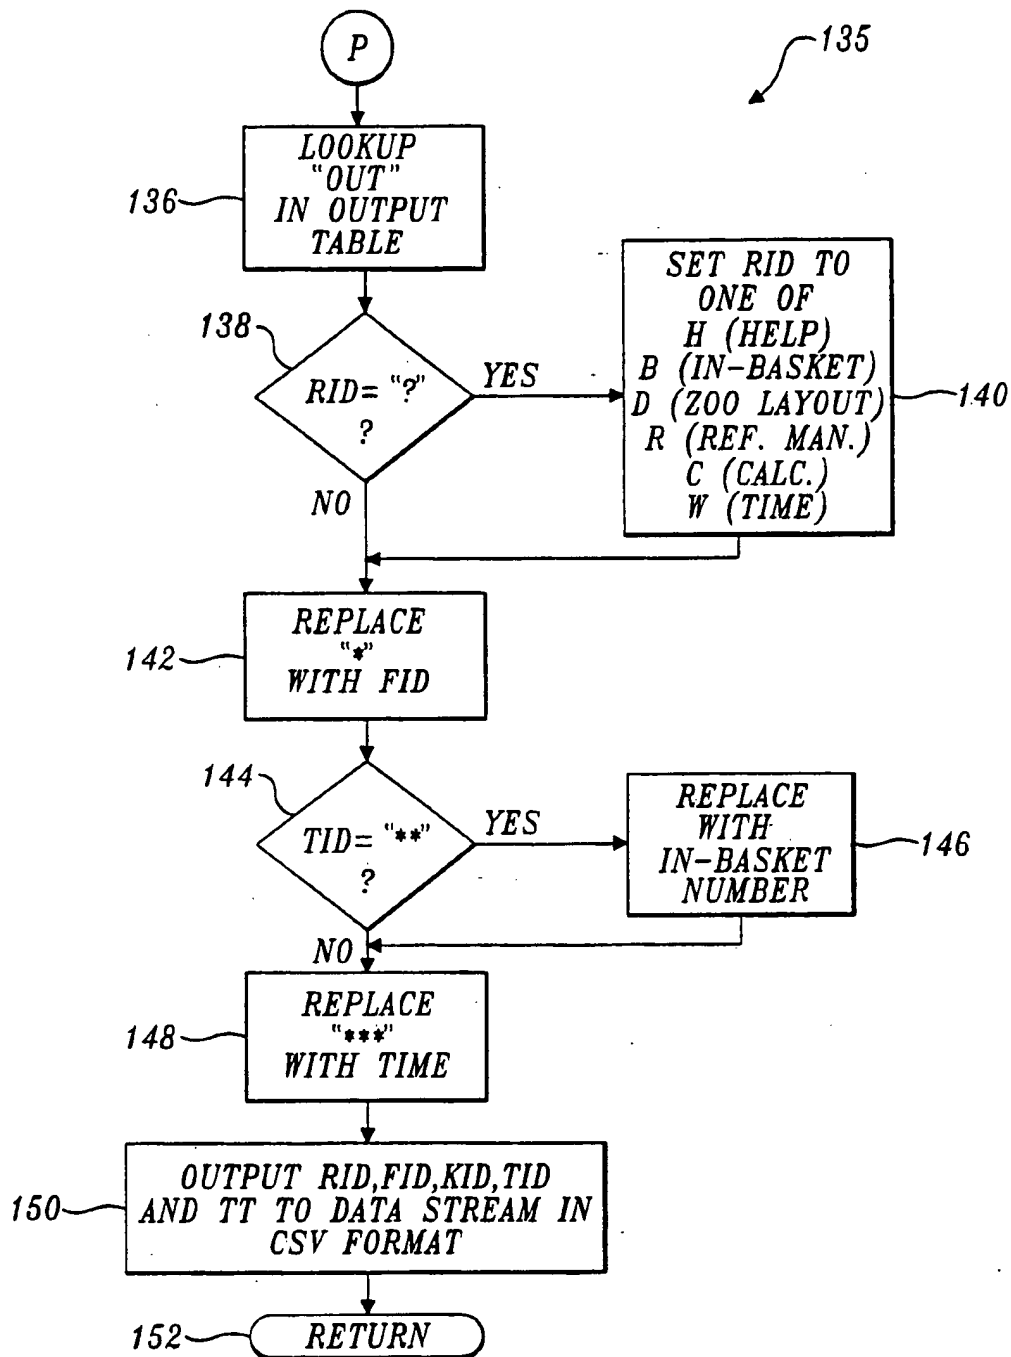 P
135
LOOKUP
"OUT"
IN OUTPUT
TABLE
136
138
RID= "?"
?
YES
NO
SET RID TO
ONE OF
H (HELP)
B (IN-BASKET)
D (ZOO LAYOUT)
R (REF. MAN.)
C (CALC.)
W (TIME)
140
REPLACE
"*"
WITH FID
142
144
TID= "**"
?
YES
NO
REPLACE
WITH
IN-BASKET
NUMBER
146
REPLACE
"***"
WITH TIME
148
OUTPUT RID,FID,KID,TID
AND TT TO DATA STREAM IN
CSV FORMAT
150
RETURN
152